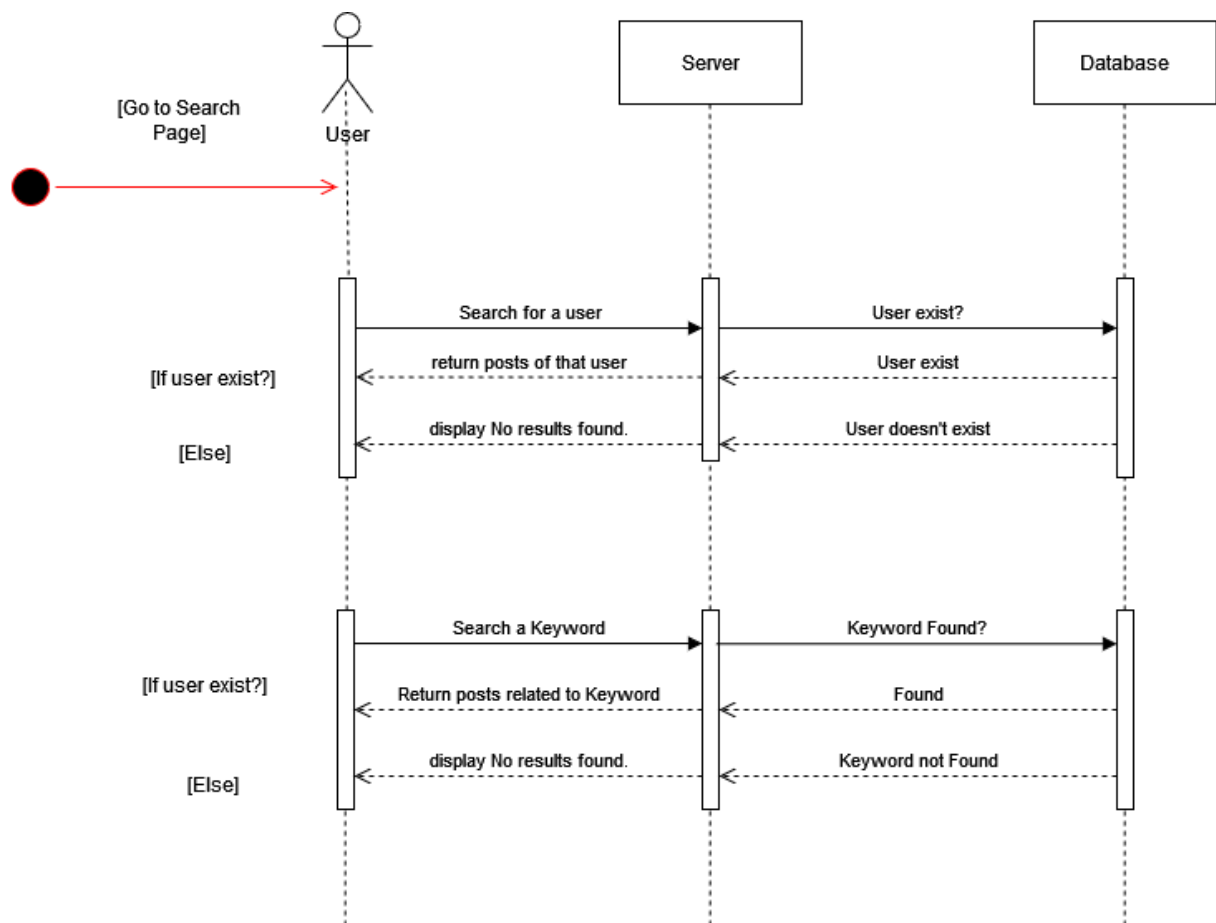 Server
Database
[Go to Search
Page]
User
Search for a user
User exist?
return posts of that user
User exist
[If user exist?]
display No results found.
User doesn't exist
[Else]
Search a Keyword
Keyword Found?
[If user exist?]
Return posts related to Keyword
Found
display No results found.
Keyword not Found
[Else]